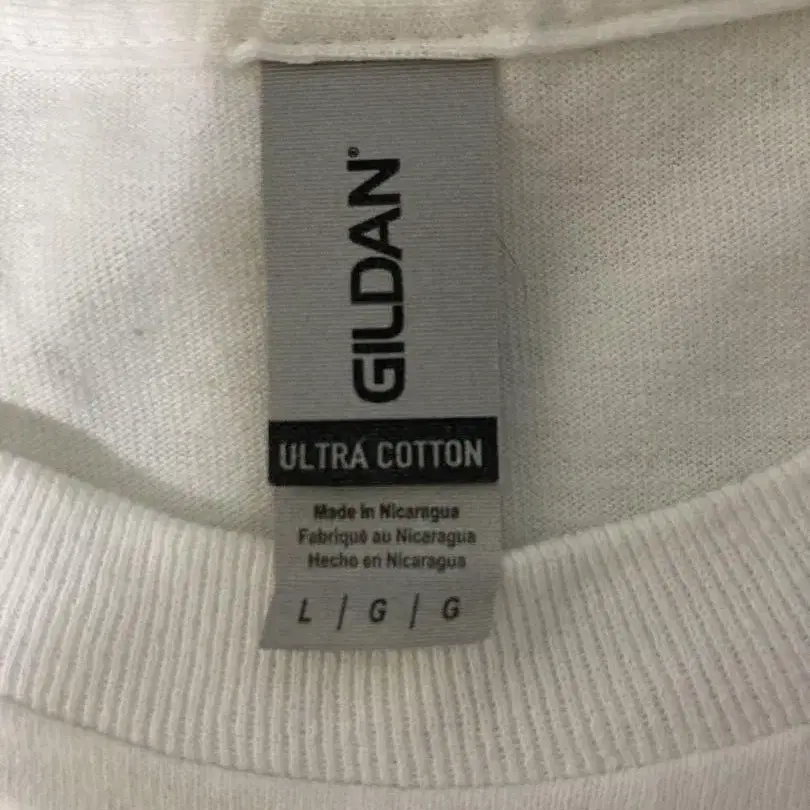 GILDAN®
ULTRA COTTON
Made in Nicaragua
Fabriqué au Nicaragua
Hecho en Nicaragua
L / G / G